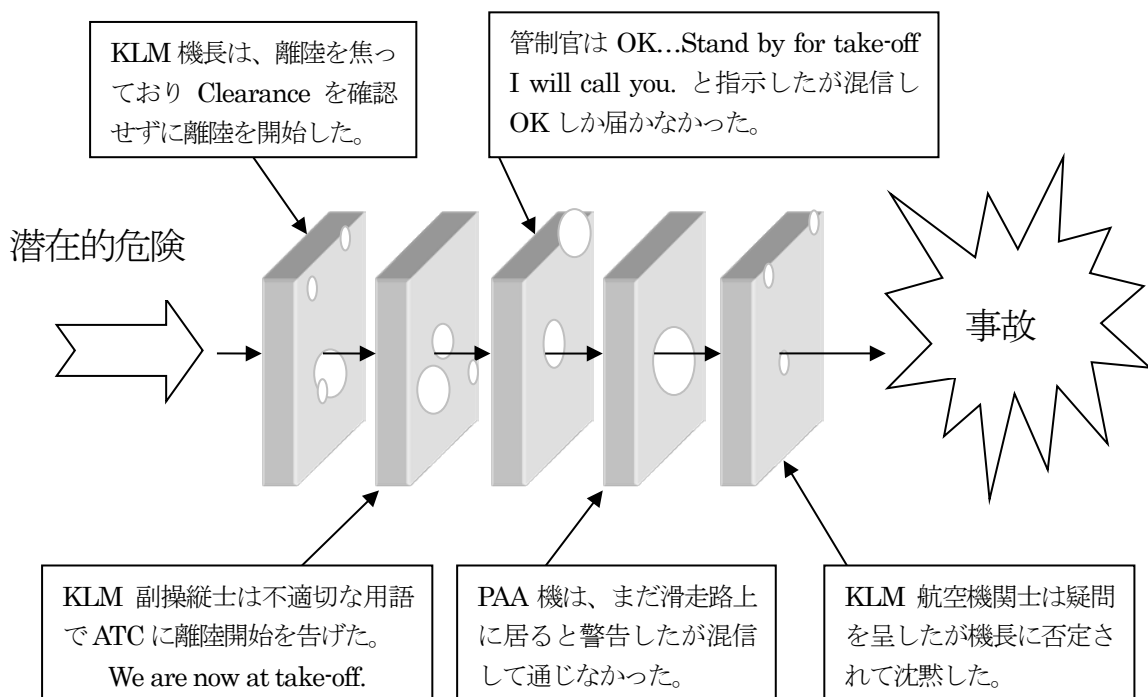 KLM 機長は、離陸を焦っ
ており Clearance を確認
せずに離陸を開始した。
管制官は OK…Stand by for take-off
I will call you. と指示したが混信し
OK しか届かなかった。
潜在的危険
事故
KLM 副操縦士は不適切な用語
で ATC に離陸開始を告げた。
We are now at take-off.
PAA 機は、まだ滑走路上
に居ると警告したが混信
して通じなかった。
KLM 航空機関士は疑問
を呈したが機長に否定さ
れて沈黙した。